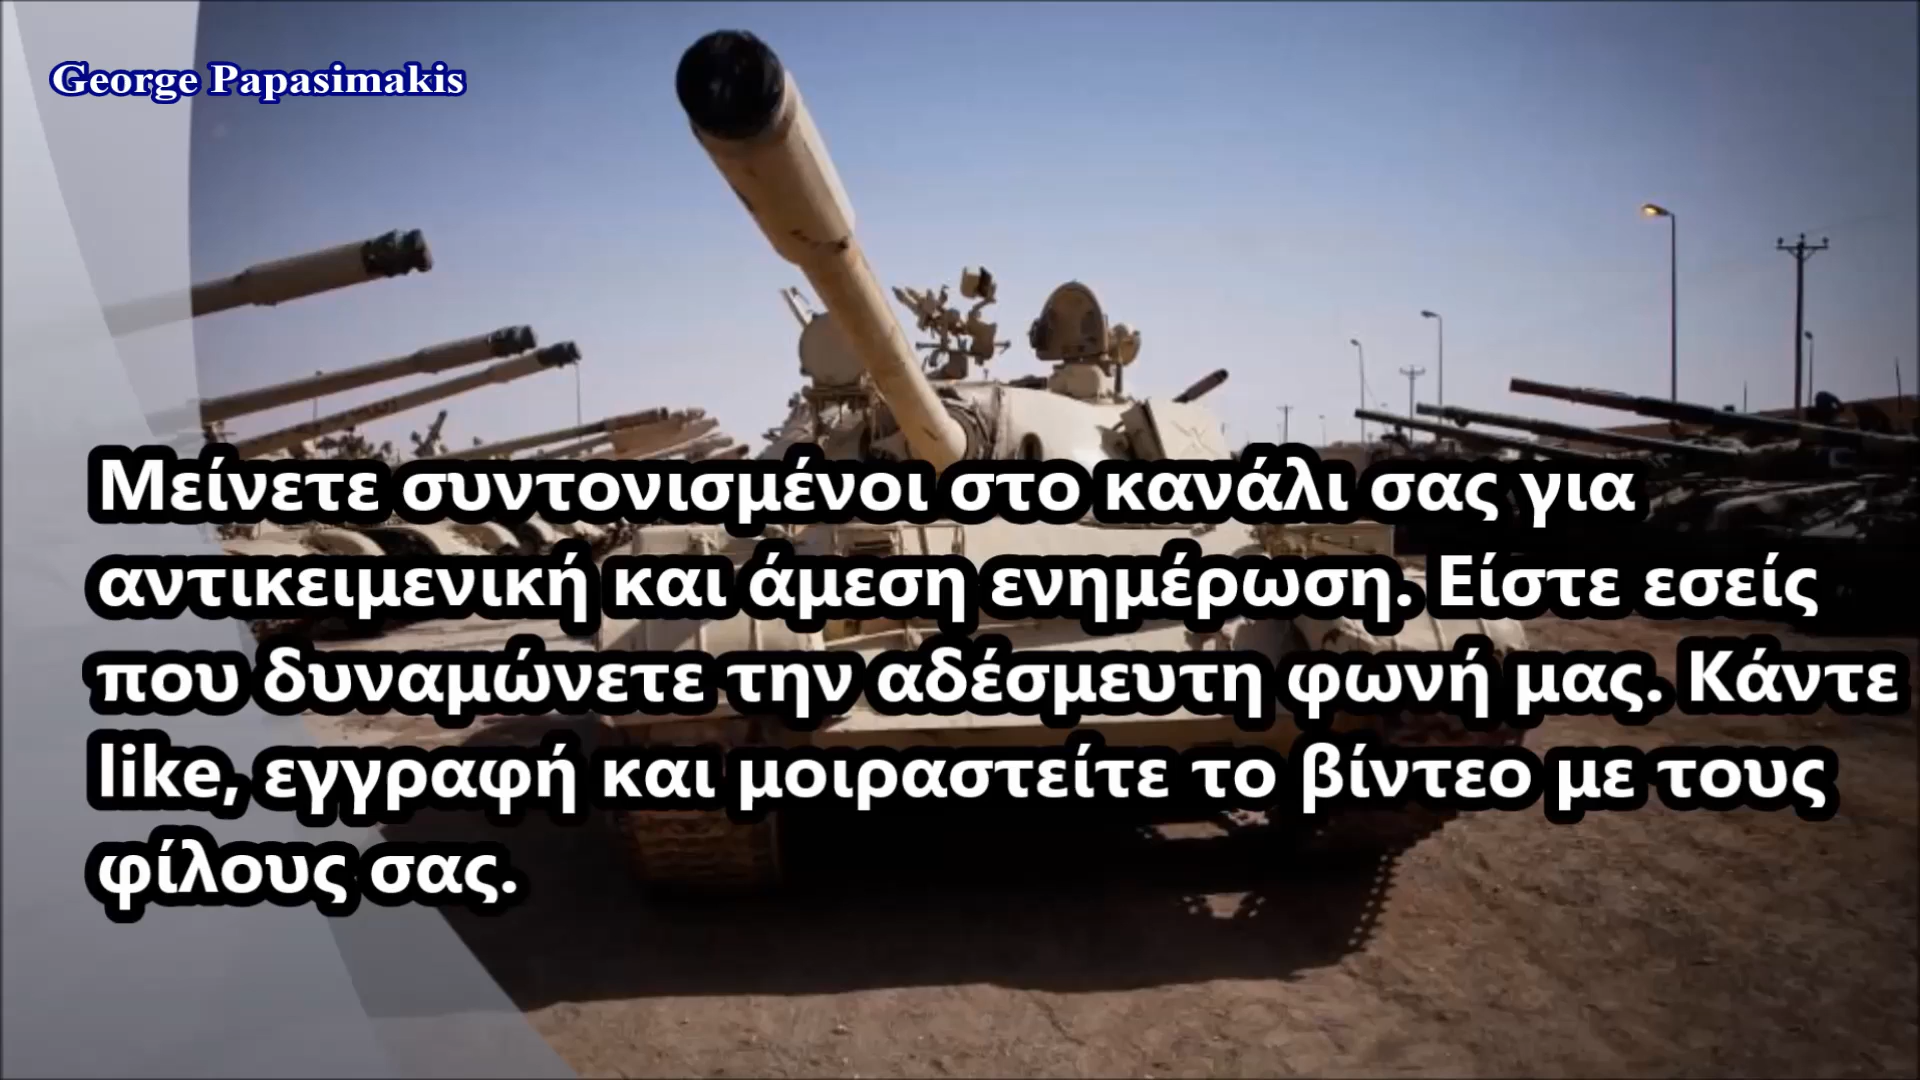 George Papasimakis
Μείνετε συντονισμένοι στο κανάλι σας για
αντικειμενική και άμεση ενημέρωση. Είστε εσείς
που δυναμώνετε την αδέσμευτη φωνή μας. Κάντε
like, εγγραφή και μοιραστείτε το βίντεο με τους
φίλους σας.